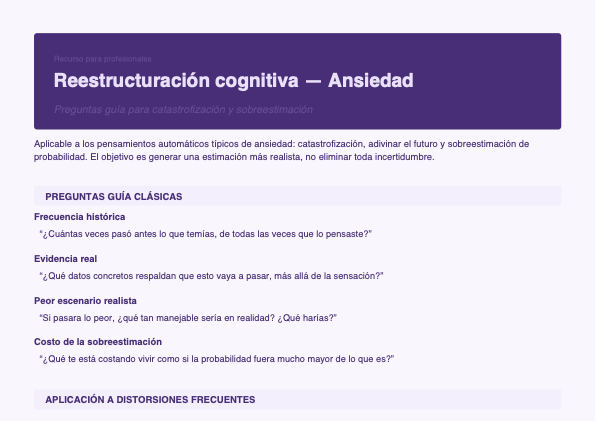 Recurso para profesionales
Reestructuración cognitiva — Ansiedad
Preguntas guía para catastrofización y sobreestimación
Aplicable a los pensamientos automáticos típicos de ansiedad: catastrofización, adivinar el futuro y sobreestimación de
probabilidad. El objetivo es generar una estimación más realista, no eliminar toda incertidumbre.
PREGUNTAS GUÍA CLÁSICAS
Frecuencia histórica
“¿Cuántas veces pasó antes lo que temías, de todas las veces que lo pensaste?”
Evidencia real
“¿Qué datos concretos respaldan que esto vaya a pasar, más allá de la sensación?”
Peor escenario realista
“Si pasara lo peor, ¿qué tan manejable sería en realidad? ¿Qué harías?”
Costo de la sobreestimación
“¿Qué te está costando vivir como si la probabilidad fuera mucho mayor de lo que es?”
APLICACIÓN A DISTORSIONES FRECUENTES